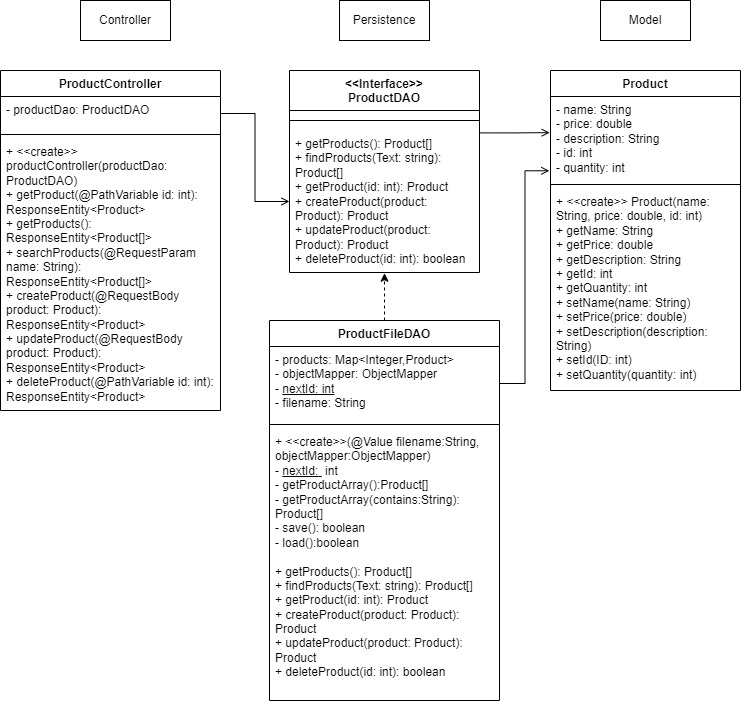 Controller
Persistence
Model
ProductController
- productDao: ProductDAO
+ <<create>>
productController(productDao:
ProductDAO)
+ getProduct(@PathVariable id: int):
ResponseEntity<Product>
+ getProducts():
ResponseEntity<Product[]>
+ searchProducts(@RequestParam
name: String):
ResponseEntity<Product[]>
+ createProduct(@RequestBody
product: Product):
ResponseEntity<Product>
+ updateProduct(@RequestBody
product: Product):
ResponseEntity<Product>
+ deleteProduct(@PathVariable id: int):
ResponseEntity<Product>
<<Interface>>
ProductDAO
+ getProducts(): Product[]
+ findProducts(Text: string):
Product[]
+ getProduct(id: int): Product
+ createProduct(product:
Product): Product
+ updateProduct(product:
Product): Product
+ deleteProduct(id: int): boolean
Product
- name: String
- price: double
- description: String
- id: int
- quantity: int
+ <<create>> Product(name:
String, price: double, id: int)
+ getName: String
+ getPrice: double
+ getDescription: String
+ getId: int
+ getQuantity: int
+ setName(name: String)
+ setPrice(price: double)
+ setDescription(description:
String)
+ setId(ID: int)
+ setQuantity(quantity: int)
ProductFileDAO
- products: Map<Integer,Product>
- objectMapper: ObjectMapper
- nextId: int
- filename: String
+ <<create>>(@Value filename:String,
objectMapper:ObjectMapper)
- nextId: int
- getProductArray():Product[]
- getProductArray(contains:String):
Product[]
- save(): boolean
- load():boolean
+ getProducts(): Product[]
+ findProducts(Text: string): Product[]
+ getProduct(id: int): Product
+ createProduct(product: Product):
Product
+ updateProduct(product: Product):
Product
+ deleteProduct(id: int): boolean